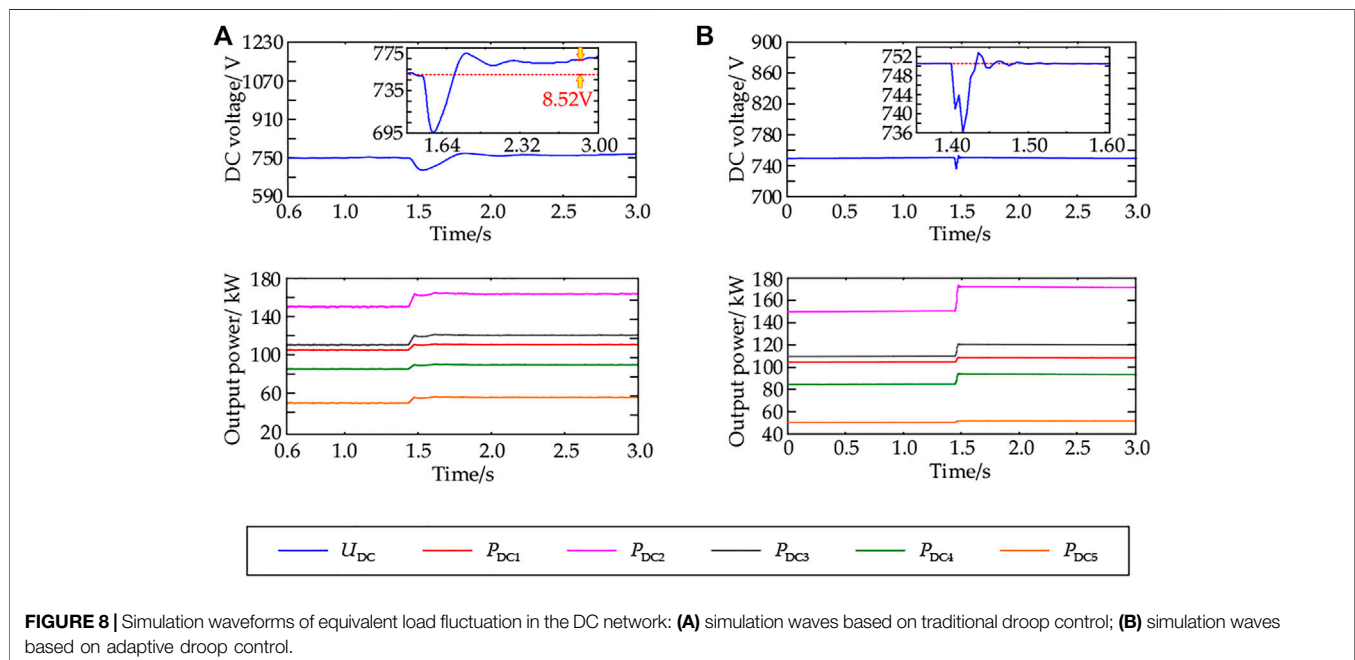 A
DC voltage/ V
1230
1070
910
750
590
775
735
695
8.52V
1.64 2.32 3.00
0.6 1.0 1.5 2.0 2.5 3.0
Time/s
B
DC voltage/ V
900
860
820
780
740
700
752
748
744
740
736
1.40 1.50 1.60
0 0.5 1.0 1.5 2.0 2.5 3.0
Time/s
Output power/ kW
180
140
100
60
20
0.6 1.0 1.5 2.0 2.5 3.0
Time/s
Output power/ kW
180
160
140
120
100
80
60
40
0 0.5 1.0 1.5 2.0 2.5 3.0
Time/s
U DC P DC1 P DC2 P DC3 P DC4 P DC5
FIGURE 8 | Simulation waveforms of equivalent load fluctuation in the DC network: (A) simulation waves based on traditional droop control; (B) simulation waves
based on adaptive droop control.